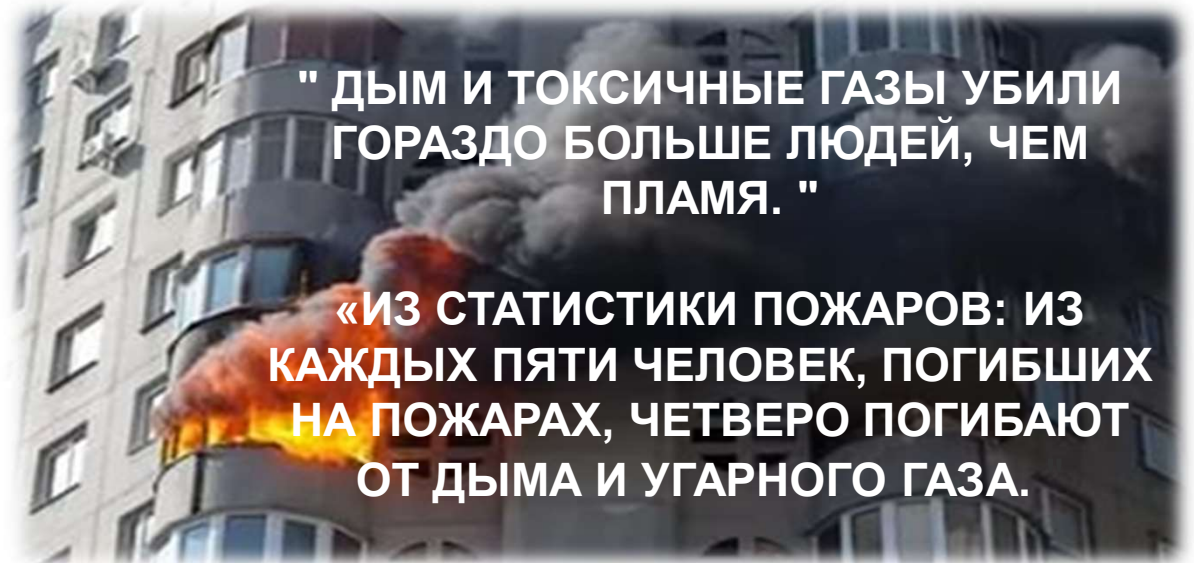 " ДЫМ И ТОКСИЧНЫЕ ГАЗЫ УБИЛИ
ГОРАЗДО БОЛЬШЕ ЛЮДЕЙ, ЧЕМ
ПЛАМЯ. "
«ИЗ СТАТИСТИКИ ПОЖАРОВ: ИЗ
КАЖДЫХ ПЯТИ ЧЕЛОВЕК, ПОГИБШИХ
НА ПОЖАРАХ, ЧЕТВЕРО ПОГИБАЮТ
ОТ ДЫМА И УГАРНОГО ГАЗА.